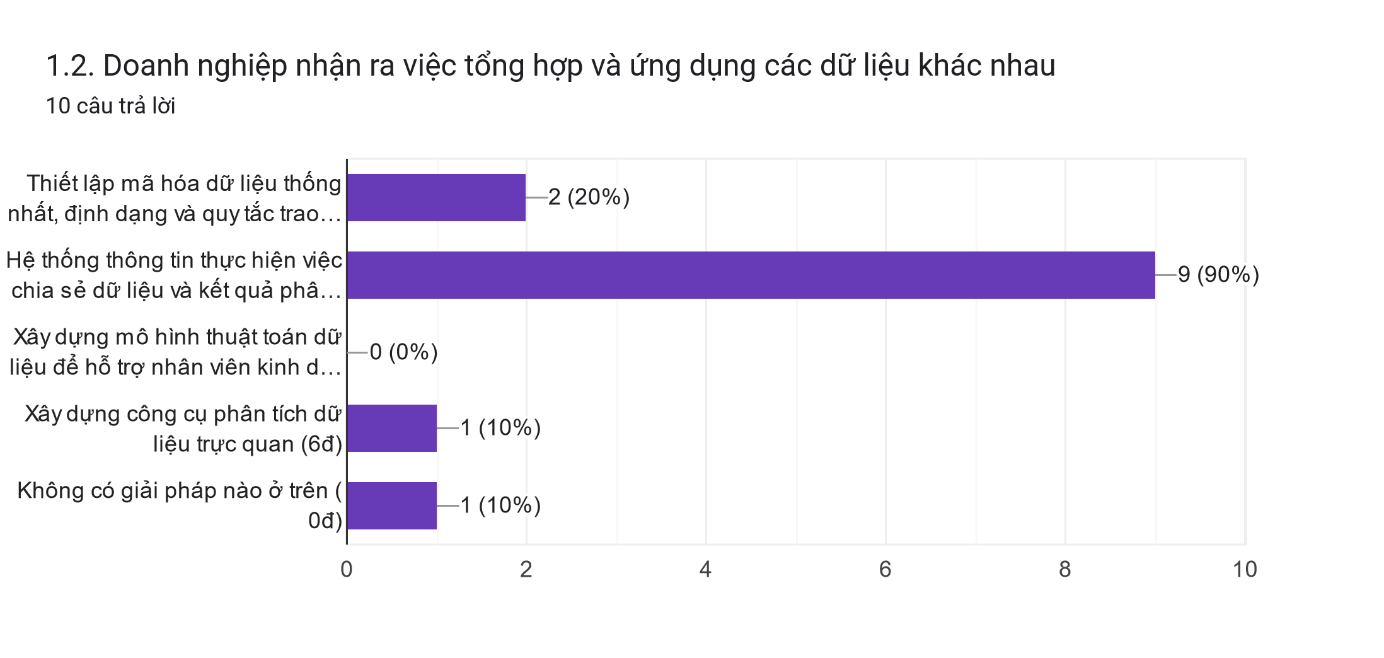 1.2. Doanh nghiệp nhận ra việc tổng hợp và ứng dụng các dữ liệu khác nhau
10 câu trả lời
Thiết lập mã hóa dữ liệu thống
nhất, định dạng và quy tắc trao…
2 (20%)
Hệ thống thông tin thực hiện việc
chia sẻ dữ liệu và kết quả phâ…
9 (90%)
Xây dựng mô hình thuật toán dữ
liệu để hỗ trợ nhân viên kinh d…
0 (0%)
Xây dựng công cụ phân tích dữ
liệu trực quan (6đ)
1 (10%)
Không có giải pháp nào ở trên (
0đ)
1 (10%)
0 2 4 6 8 10